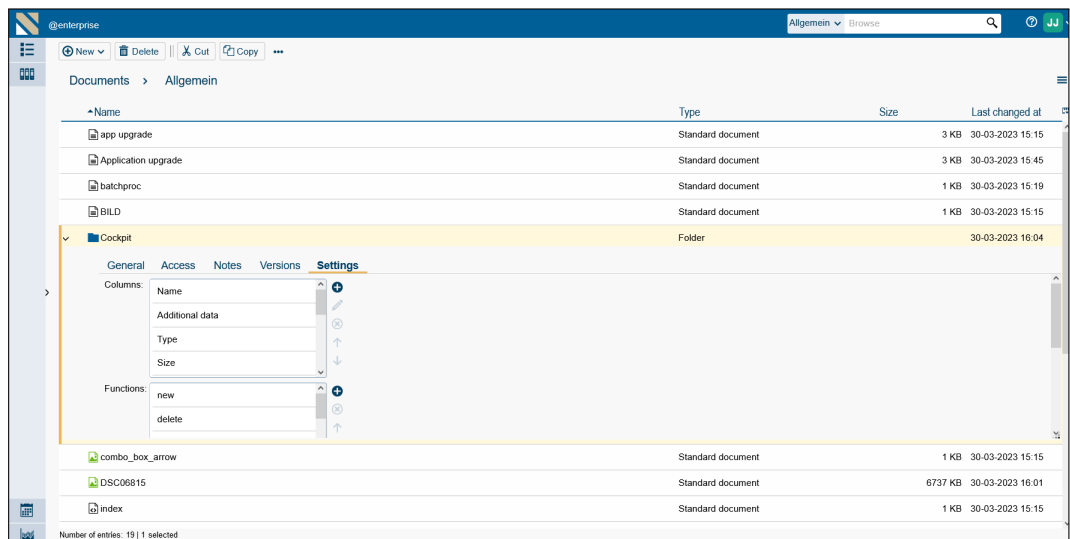 @enterprise Allgemein Browse JJ
New Delete Cut Copy
Documents > Allgemein
Name Type Size Last changed at
app upgrade Standard document 3 KB 30-03-2023 15:15
Application upgrade Standard document 3 KB 30-03-2023 15:45
batchproc Standard document 1 KB 30-03-2023 15:19
BILD Standard document 1 KB 30-03-2023 15:15
Cockpit Folder 30-03-2023 16:04
General Access Notes Versions Settings
Columns: Name
Additional data
Type
Size
Functions: new
delete
combo_box_arrow Standard document 1 KB 30-03-2023 15:15
DSC06815 Standard document 6737 KB 30-03-2023 16:01
index Standard document 1 KB 30-03-2023 15:15
Number of entries: 19 | 1 selected